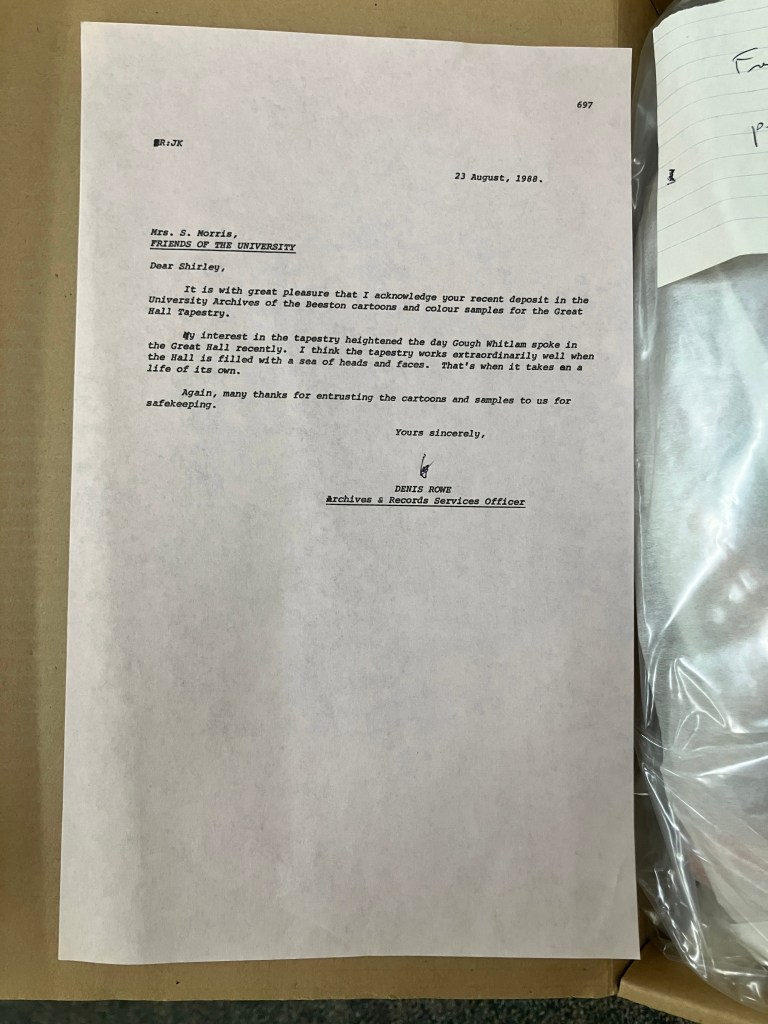 697
DR:JK
23 August, 1988.
Mrs. S. Morris,
FRIENDS OF THE UNIVERSITY
Dear Shirley,
It is with great pleasure that I acknowledge your recent deposit in the
University Archives of the Beeston cartoons and colour samples for the Great
Hall Tapestry.
My interest in the tapestry heightened the day Gough Whitlam spoke in
the Great Hall recently. I think the tapestry works extraordinarily well when
the Hall is filled with a sea of heads and faces. That's when it takes on a
life of its own.
Again, many thanks for entrusting the cartoons and samples to us for
safekeeping.
Yours sincerely,
DENIS ROWE
Archives & Records Services Officer